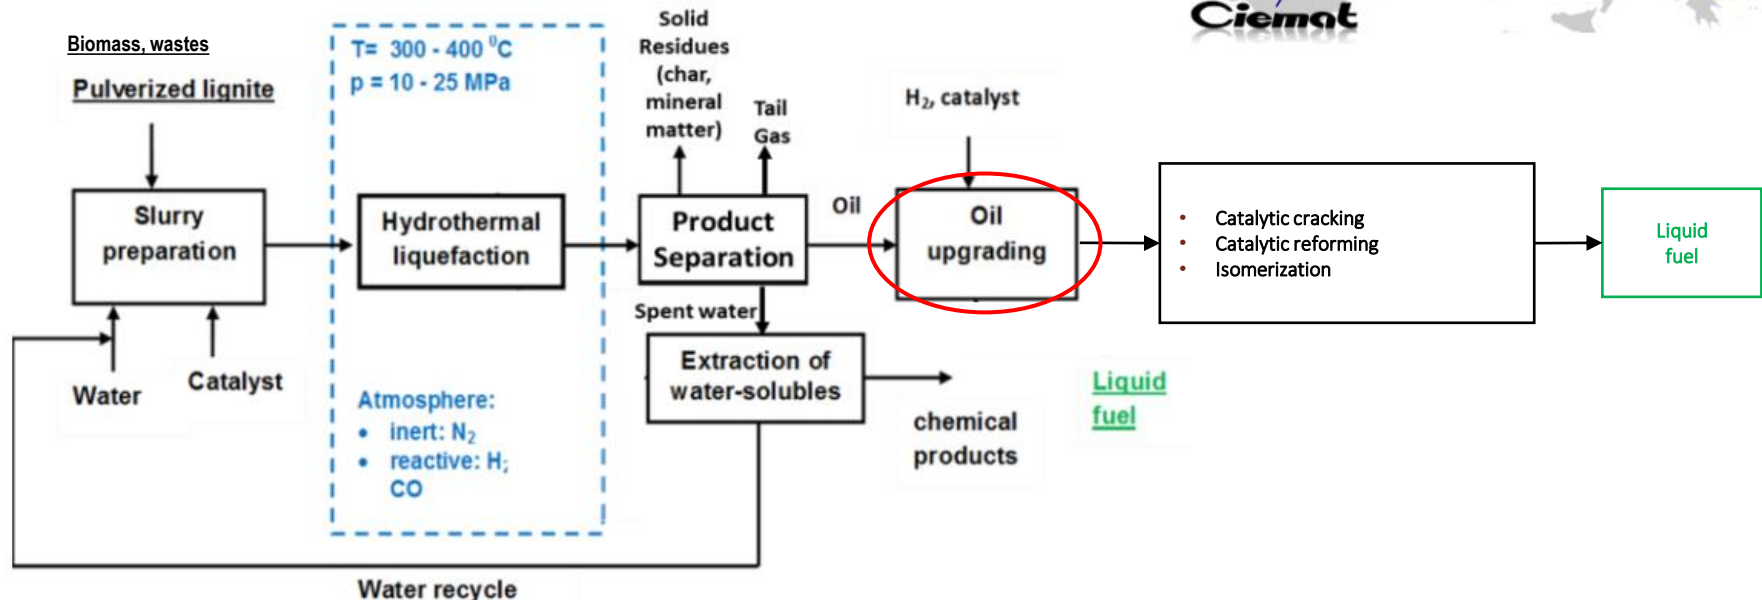 Ciemat
Biomass, wastes
Pulverized lignite
T= 300 - 400 ⁰C
p = 10 - 25 MPa
Solid
Residues
(char,
mineral
matter)
Tail
Gas
H₂, catalyst
Slurry
preparation
Hydrothermal
liquefaction
Product
Separation
Oil
Oil
upgrading
• Catalytic cracking
• Catalytic reforming
• Isomerization
Liquid
fuel
Spent water
Extraction of
water-solubles
Water
Catalyst
Atmosphere:
• inert: N₂
• reactive: H;
CO
chemical
products
Liquid
fuel
Water recycle